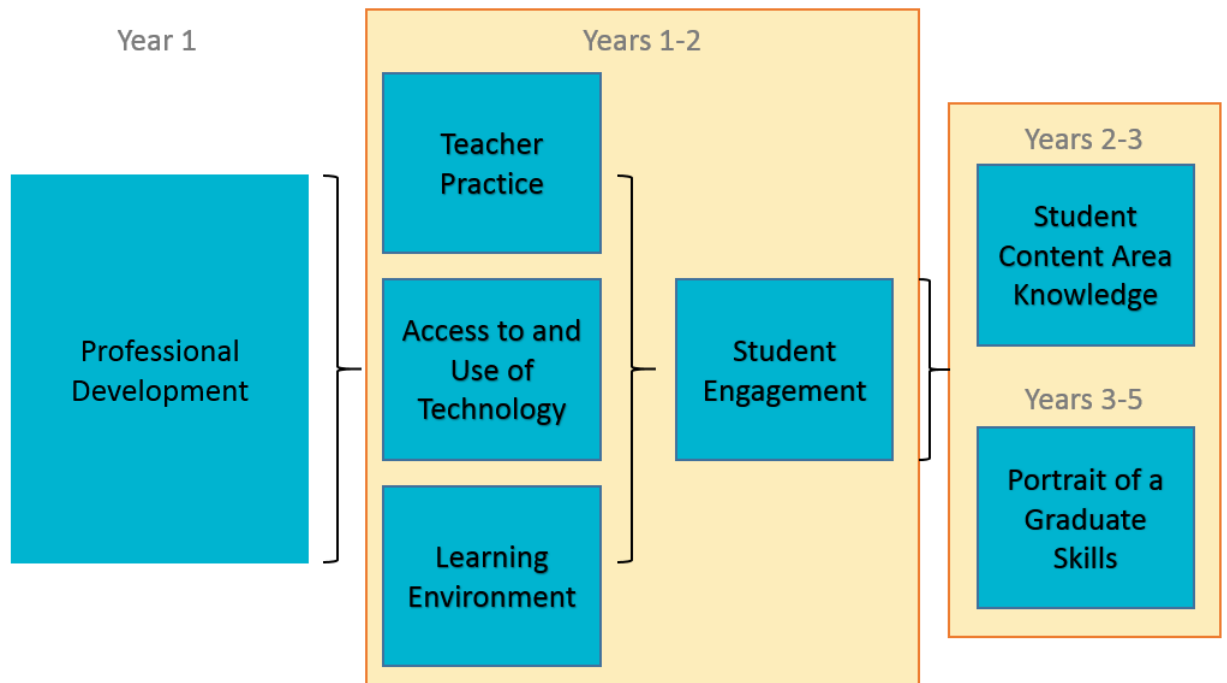 Year 1
Professional
Development
Years 1-2
Teacher
Practice
Access to and
Use of
Technology
Learning
Environment
Student
Engagement
Years 2-3
Student
Content Area
Knowledge
Years 3-5
Portrait of a
Graduate
Skills